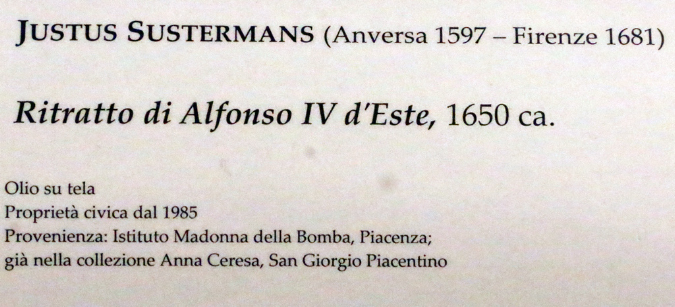 JUSTUS SUSTERMANS (Anversa 1597 – Firenze 1681)
Ritratto di Alfonso IV d'Este, 1650 ca.
Olio su tela
Proprietà civica dal 1985
Provenienza: Istituto Madonna della Bomba, Piacenza;
già nella collezione Anna Ceresa, San Giorgio Piacentino